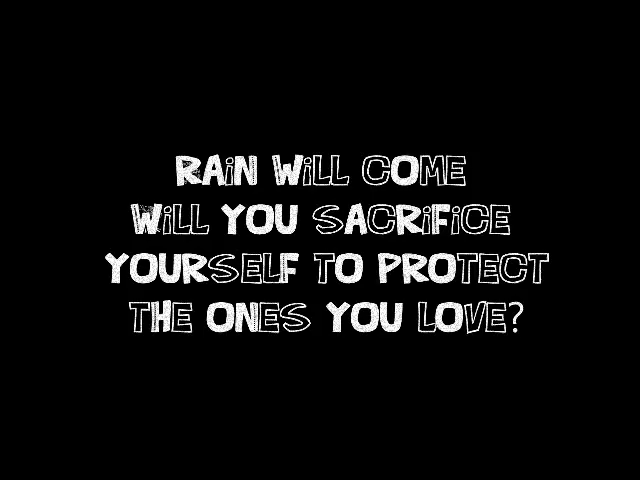 RAiN WiLL COME
WiLL YOU SACRiFiCE
YOURSELF TO PROTECT
THE ONES YOU LOVE?